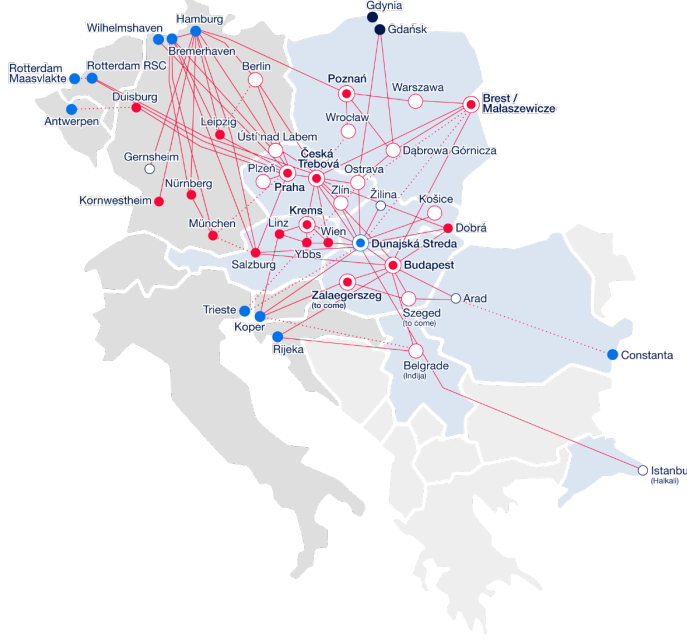 Gdynia
Hamburg
Wilhelmshaven
Gdańsk
Bremerhaven
Rotterdam
Maasvlakte
Rotterdam RSC
Berlin
Poznań
Warszawa
Duisburg
Brest /
Małaszewicze
Antwerpen
Leipzig
Wrocław
Ústí nad Labem
Česká
Třebová
Dąbrowa Górnicza
Gernsheim
Plzeň
Ostrava
Nürnberg
Praha
Zlín
Žilina
Košice
Kornwestheim
Krems
München
Linz
Wien
Dobrá
Dunajská Streda
Ybbs
Salzburg
Budapest
Zalaegerszeg
(to come)
Arad
Trieste
Koper
Szeged
(to come)
Rijeka
Constanta
Belgrade
(Indija)
Istanbu
(Halkali)